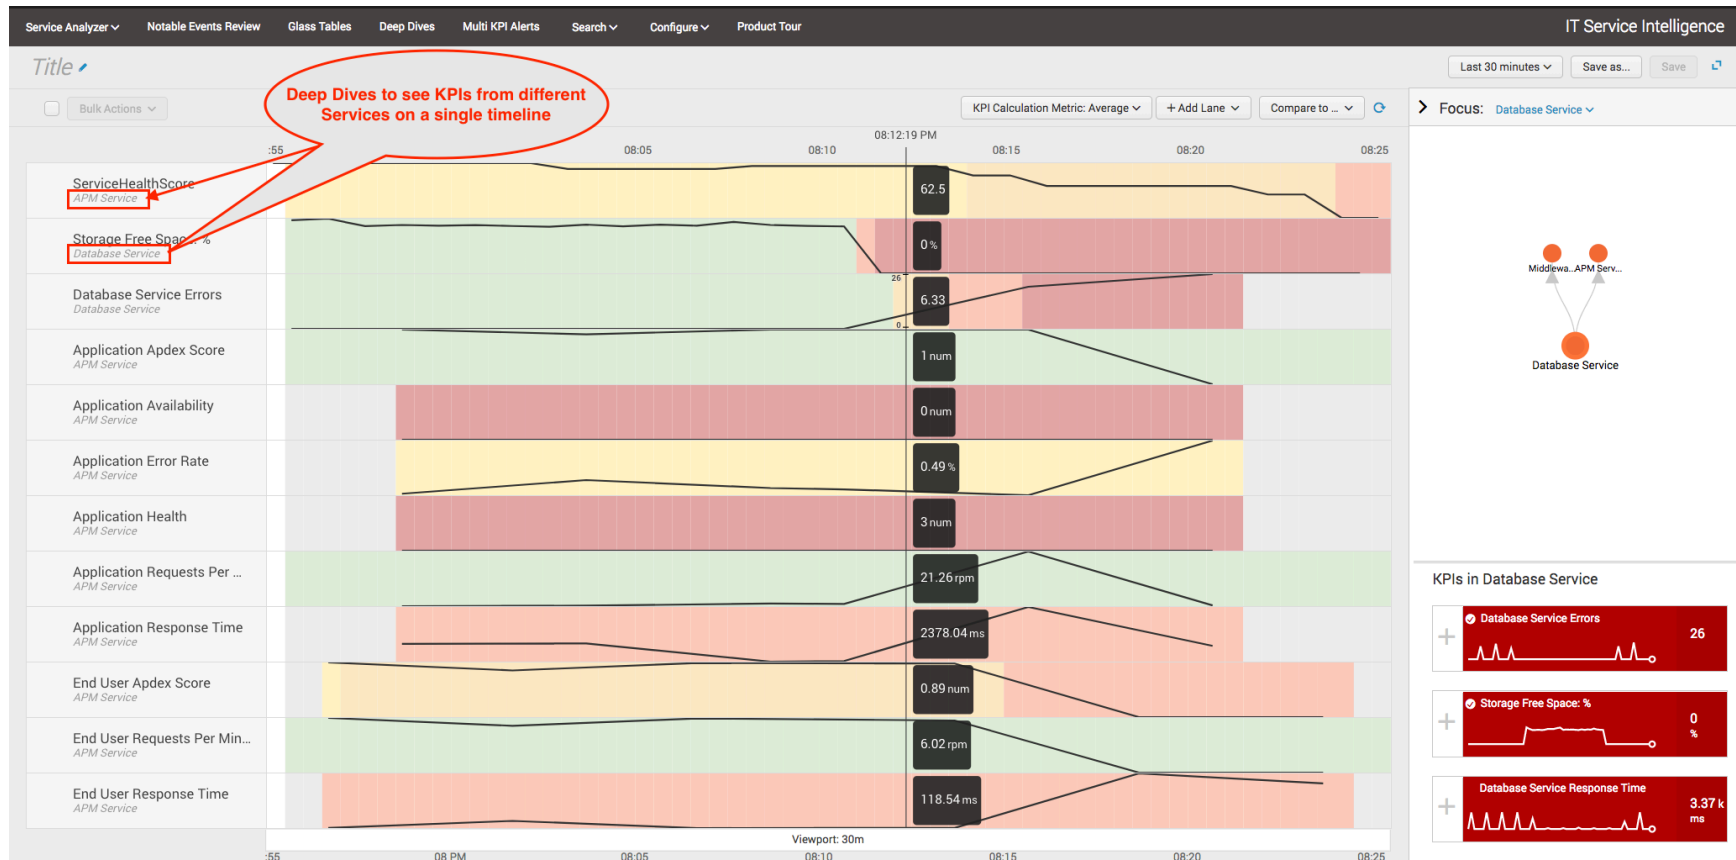 Service Analyzer Notable Events Review Glass Tables Deep Dives Multi KPI Alerts Search Configure Product Tour IT Service Intelligence
Title Last 30 minutes Save as... Save
Bulk Actions KPI Calculation Metric: Average + Add Lane Compare to ... Focus: Database Service
Deep Dives to see KPIs from different
Services on a single timeline
08:12:19 PM
:55 08:05 08:10 08:15 08:20 08:25
ServiceHealthScore
APM Service
62.5
Storage Free Space: %
Database Service
0 %
Database Service Errors
Database Service
26
0
6.33
Application Apdex Score
APM Service
1 num
Application Availability
APM Service
0 num
Application Error Rate
APM Service
0.49 %
Application Health
APM Service
3 num
Application Requests Per ...
APM Service
21.26 rpm
Application Response Time
APM Service
2378.04 ms
End User Apdex Score
APM Service
0.89 num
End User Requests Per Min...
APM Service
6.02 rpm
End User Response Time
APM Service
118.54 ms
Viewport: 30m
:55 08 PM 08:05 08:10 08:15 08:20 08:25
Middlewa... APM Serv...
Database Service
KPIs in Database Service
Database Service Errors
26
Storage Free Space: %
0
%
Database Service Response Time
3.37 k
ms